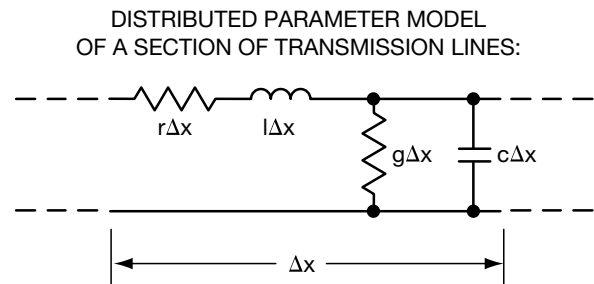 DISTRIBUTED PARAMETER MODEL
OF A SECTION OF TRANSMISSION LINES:
rΔx
lΔx
gΔx
cΔx
Δx